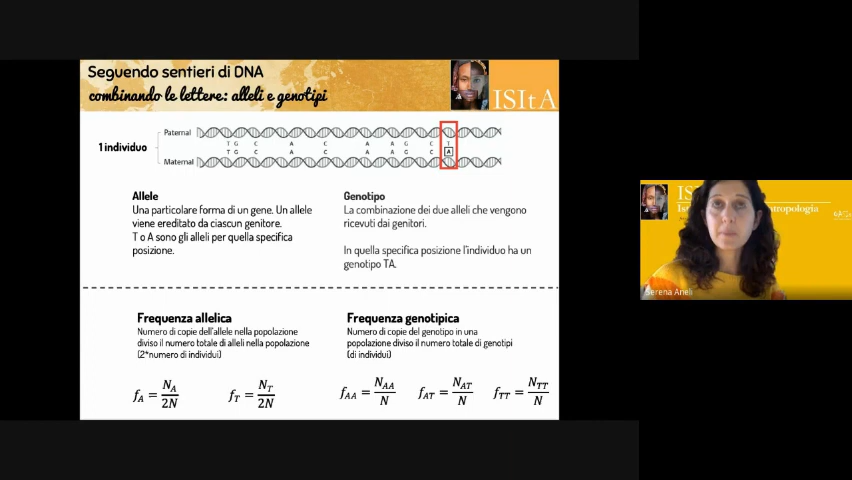 Seguendo sentieri di DNA
combinando le lettere: alleli e genotipi
ISItA
Paternal
1 individuo
T G C A C A A G C T
T G C A C A A G C A
Maternal
Allele
Una particolare forma di un gene. Un allele
viene ereditato da ciascun genitore.
T o A sono gli alleli per quella specifica
posizione.
Genotipo
La combinazione dei due alleli che vengono
ricevuti dai genitori.
In quella specifica posizione l'individuo ha un
genotipo TA.
Frequenza allelica
Numero di copie dell'allele nella popolazione
diviso il numero totale di alleli nella popolazione
(2*numero di individui)
f_A = N_A / 2N
f_T = N_T / 2N
Frequenza genotipica
Numero di copie del genotipo in una
popolazione diviso il numero totale di genotipi
(di individui)
f_AA = N_AA / N
f_AT = N_AT / N
f_TT = N_TT / N
Serena Aneli